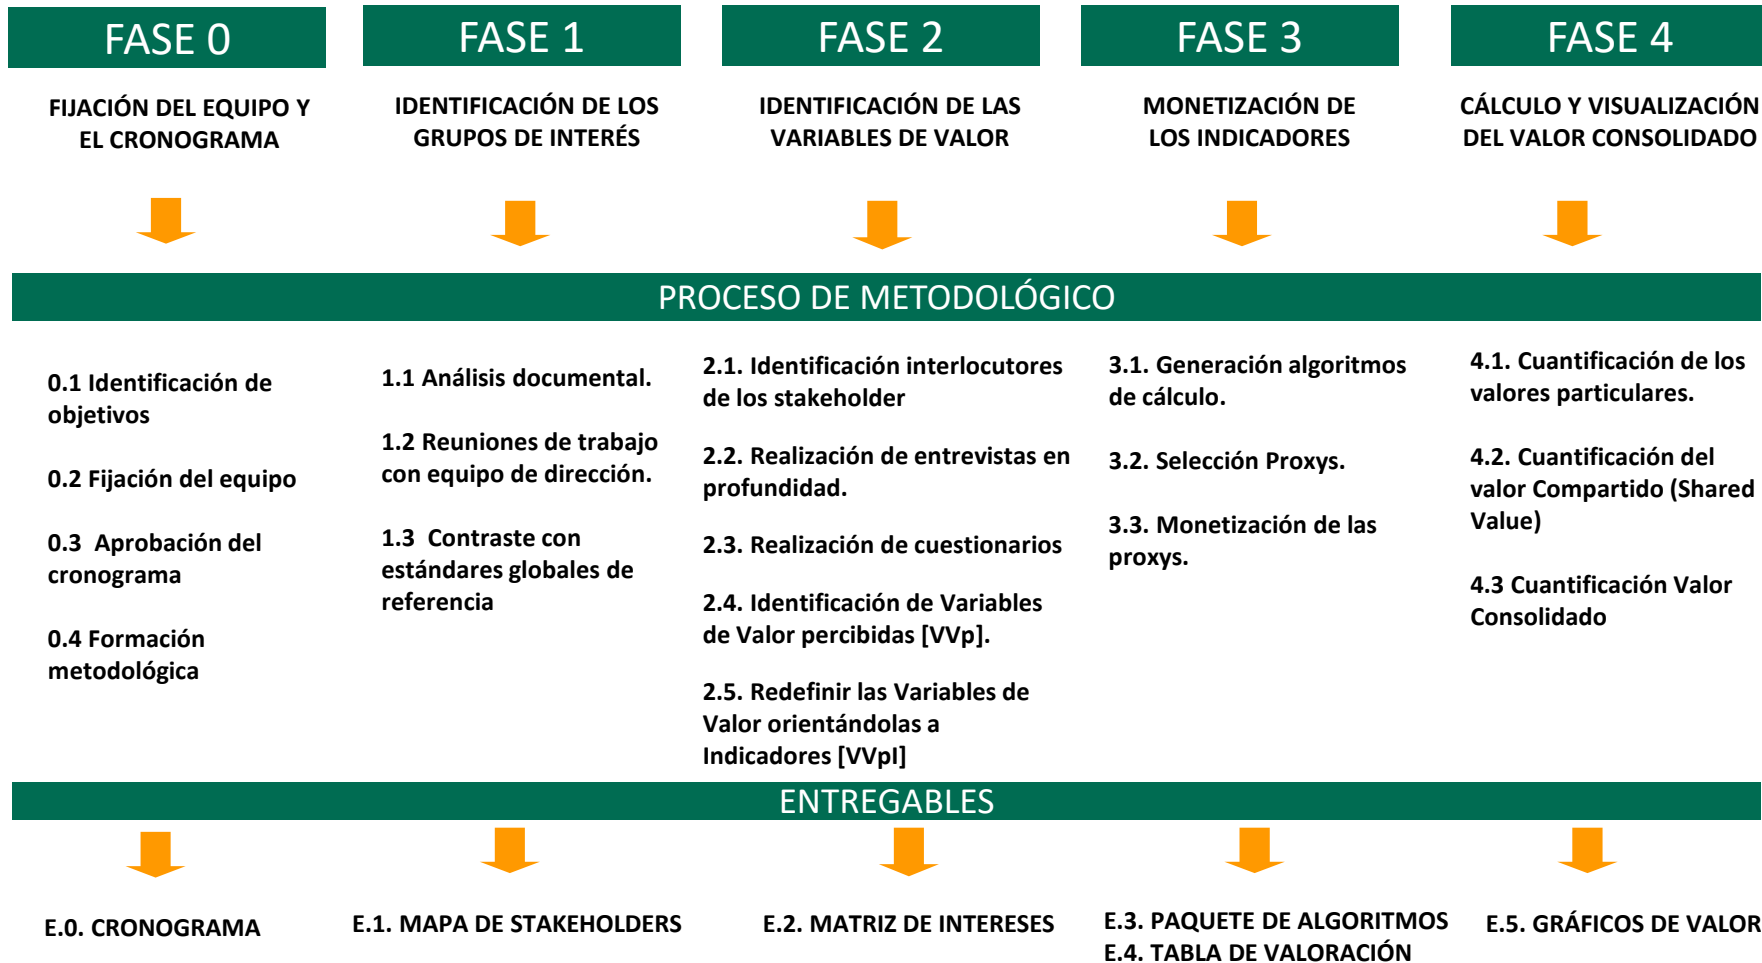 FASE 0
FASE 1
FASE 2
FASE 3
FASE 4
FIJACIÓN DEL EQUIPO Y
EL CRONOGRAMA
IDENTIFICACIÓN DE LOS
GRUPOS DE INTERÉS
IDENTIFICACIÓN DE LAS
VARIABLES DE VALOR
MONETIZACIÓN DE
LOS INDICADORES
CÁLCULO Y VISUALIZACIÓN
DEL VALOR CONSOLIDADO
PROCESO DE METODOLÓGICO
0.1 Identificación de
objetivos
0.2 Fijación del equipo
0.3 Aprobación del
cronograma
0.4 Formación
metodológica
1.1 Análisis documental.
1.2 Reuniones de trabajo
con equipo de dirección.
1.3 Contraste con
estándares globales de
referencia
2.1. Identificación interlocutores
de los stakeholder
2.2. Realización de entrevistas en
profundidad.
2.3. Realización de cuestionarios
2.4. Identificación de Variables
de Valor percibidas [VVp].
2.5. Redefinir las Variables de
Valor orientándolas a
Indicadores [VVpI]
3.1. Generación algoritmos
de cálculo.
3.2. Selección Proxys.
3.3. Monetización de las
proxys.
4.1. Cuantificación de los
valores particulares.
4.2. Cuantificación del
valor Compartido (Shared
Value)
4.3 Cuantificación Valor
Consolidado
ENTREGABLES
E.0. CRONOGRAMA
E.1. MAPA DE STAKEHOLDERS
E.2. MATRIZ DE INTERESES
E.3. PAQUETE DE ALGORITMOS
E.4. TABLA DE VALORACIÓN
E.5. GRÁFICOS DE VALOR